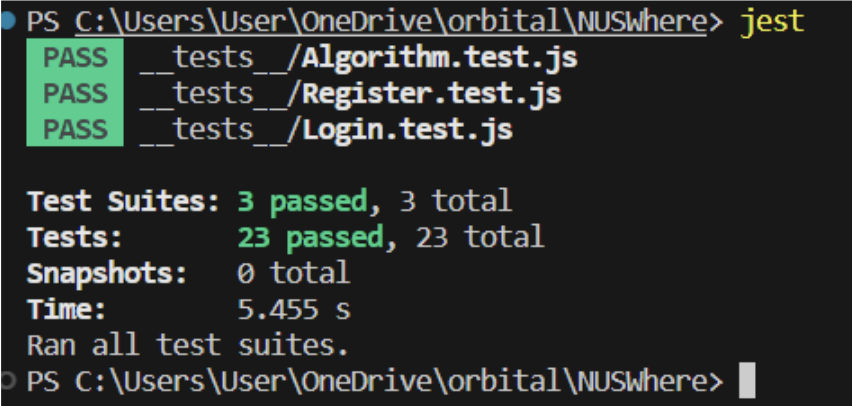 PS C:\Users\User\OneDrive\orbital\NUSWhere> jest
PASS __tests__/Algorithm.test.js
PASS __tests__/Register.test.js
PASS __tests__/Login.test.js
Test Suites: 3 passed, 3 total
Tests: 23 passed, 23 total
Snapshots: 0 total
Time: 5.455 s
Ran all test suites.
PS C:\Users\User\OneDrive\orbital\NUSWhere>